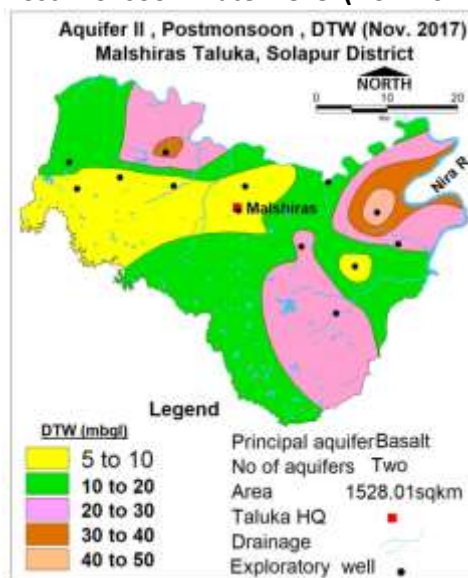 Aquifer II , Postmonsoon , DTW (Nov. 2017)
Malshiras Taluka, Solapur District
NORTH
0 10 20
Nira R
Malshiras
Legend
DTW (mbgl)
5 to 10
10 to 20
20 to 30
30 to 40
40 to 50
Principal aquifer Basalt
No of aquifers Two
Area 1528.01sqkm
Taluka HQ
Drainage
Exploratory well